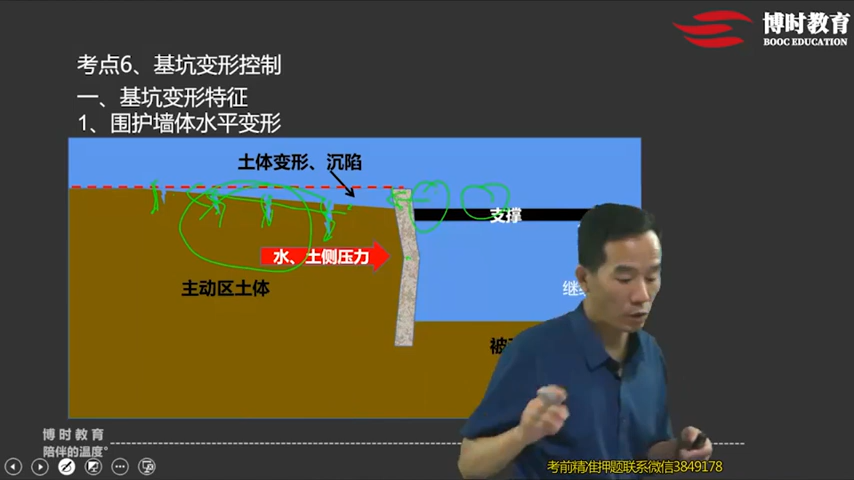 博时教育
BOOC EDUCATION
考点6、基坑变形控制
一、基坑变形特征
1、围护墙体水平变形
土体变形、沉陷
支撑
水、土侧压力
主动区土体
继
被
博时教育
陪伴的温度°
考前精准押题联系微信3849178